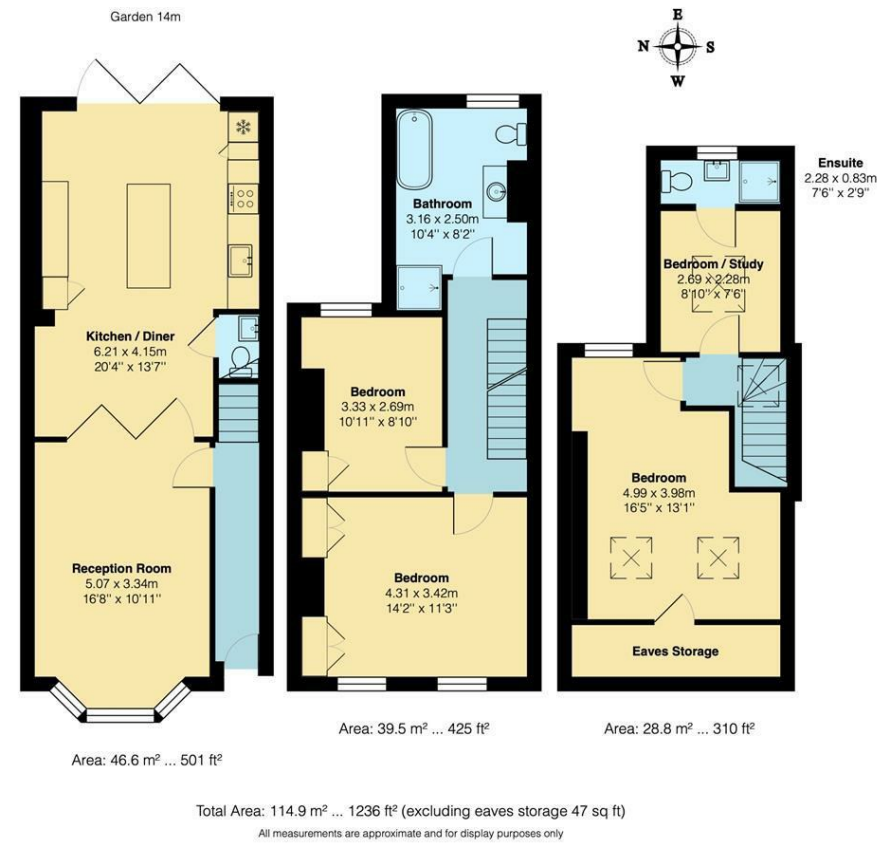 Garden 14m
E
N
S
W
Ensuite
2.28 x 0.83m
7'6'' x 2'9''
Bathroom
3.16 x 2.50m
10'4'' x 8'2''
Bedroom / Study
2.69 x 2.28m
8'10'' x 7'6''
Kitchen / Diner
6.21 x 4.15m
20'4'' x 13'7''
Bedroom
3.33 x 2.69m
10'11'' x 8'10''
Bedroom
4.99 x 3.98m
16'5'' x 13'1''
Reception Room
5.07 x 3.34m
16'8'' x 10'11''
Bedroom
4.31 x 3.42m
14'2'' x 11'3''
Eaves Storage
Area: 46.6 m² ... 501 ft²
Area: 39.5 m² ... 425 ft²
Area: 28.8 m² ... 310 ft²
Total Area: 114.9 m² ... 1236 ft² (excluding eaves storage 47 sq ft)
All measurements are approximate and for display purposes only